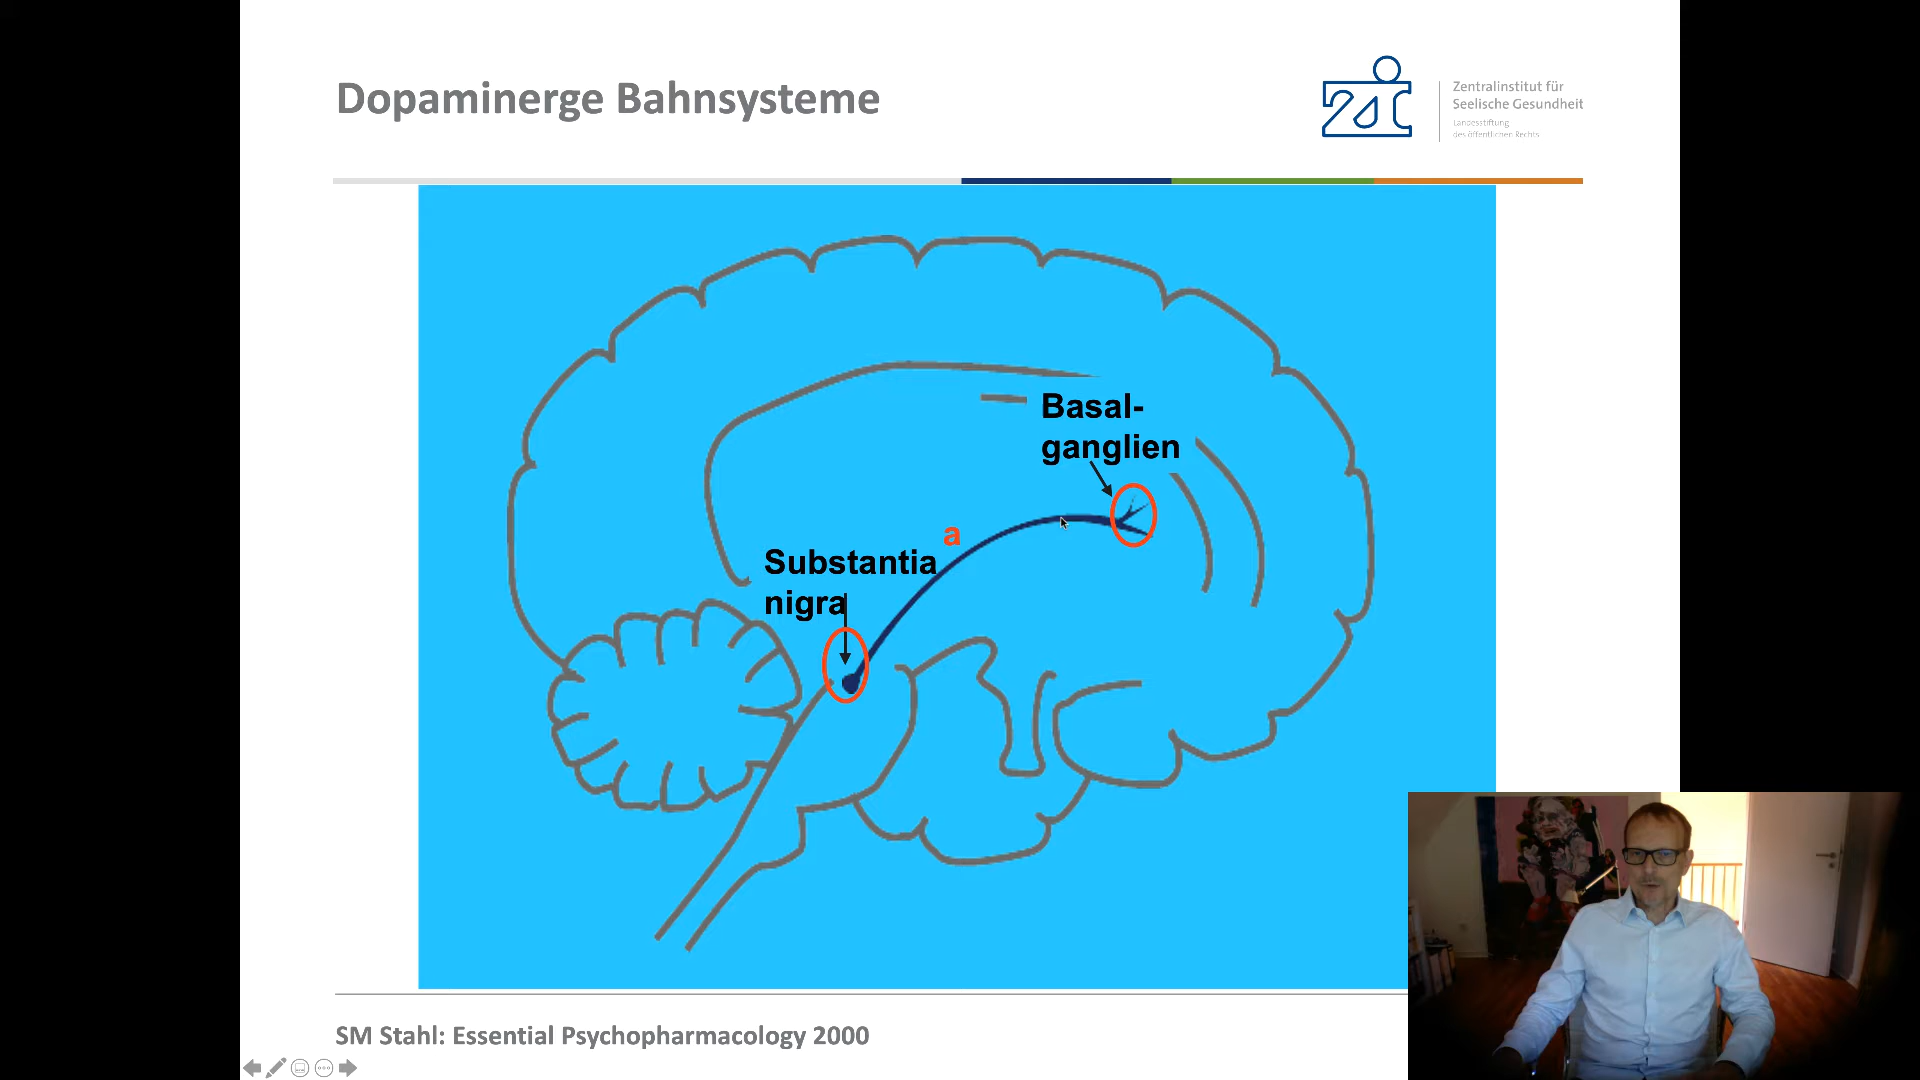 Dopaminerge Bahnsysteme
Zentralinstitut für
Seelische Gesundheit
Landesstiftung
des öffentlichen Rechts
Basal-
ganglien
a
Substantia
nigra
SM Stahl: Essential Psychopharmacology 2000